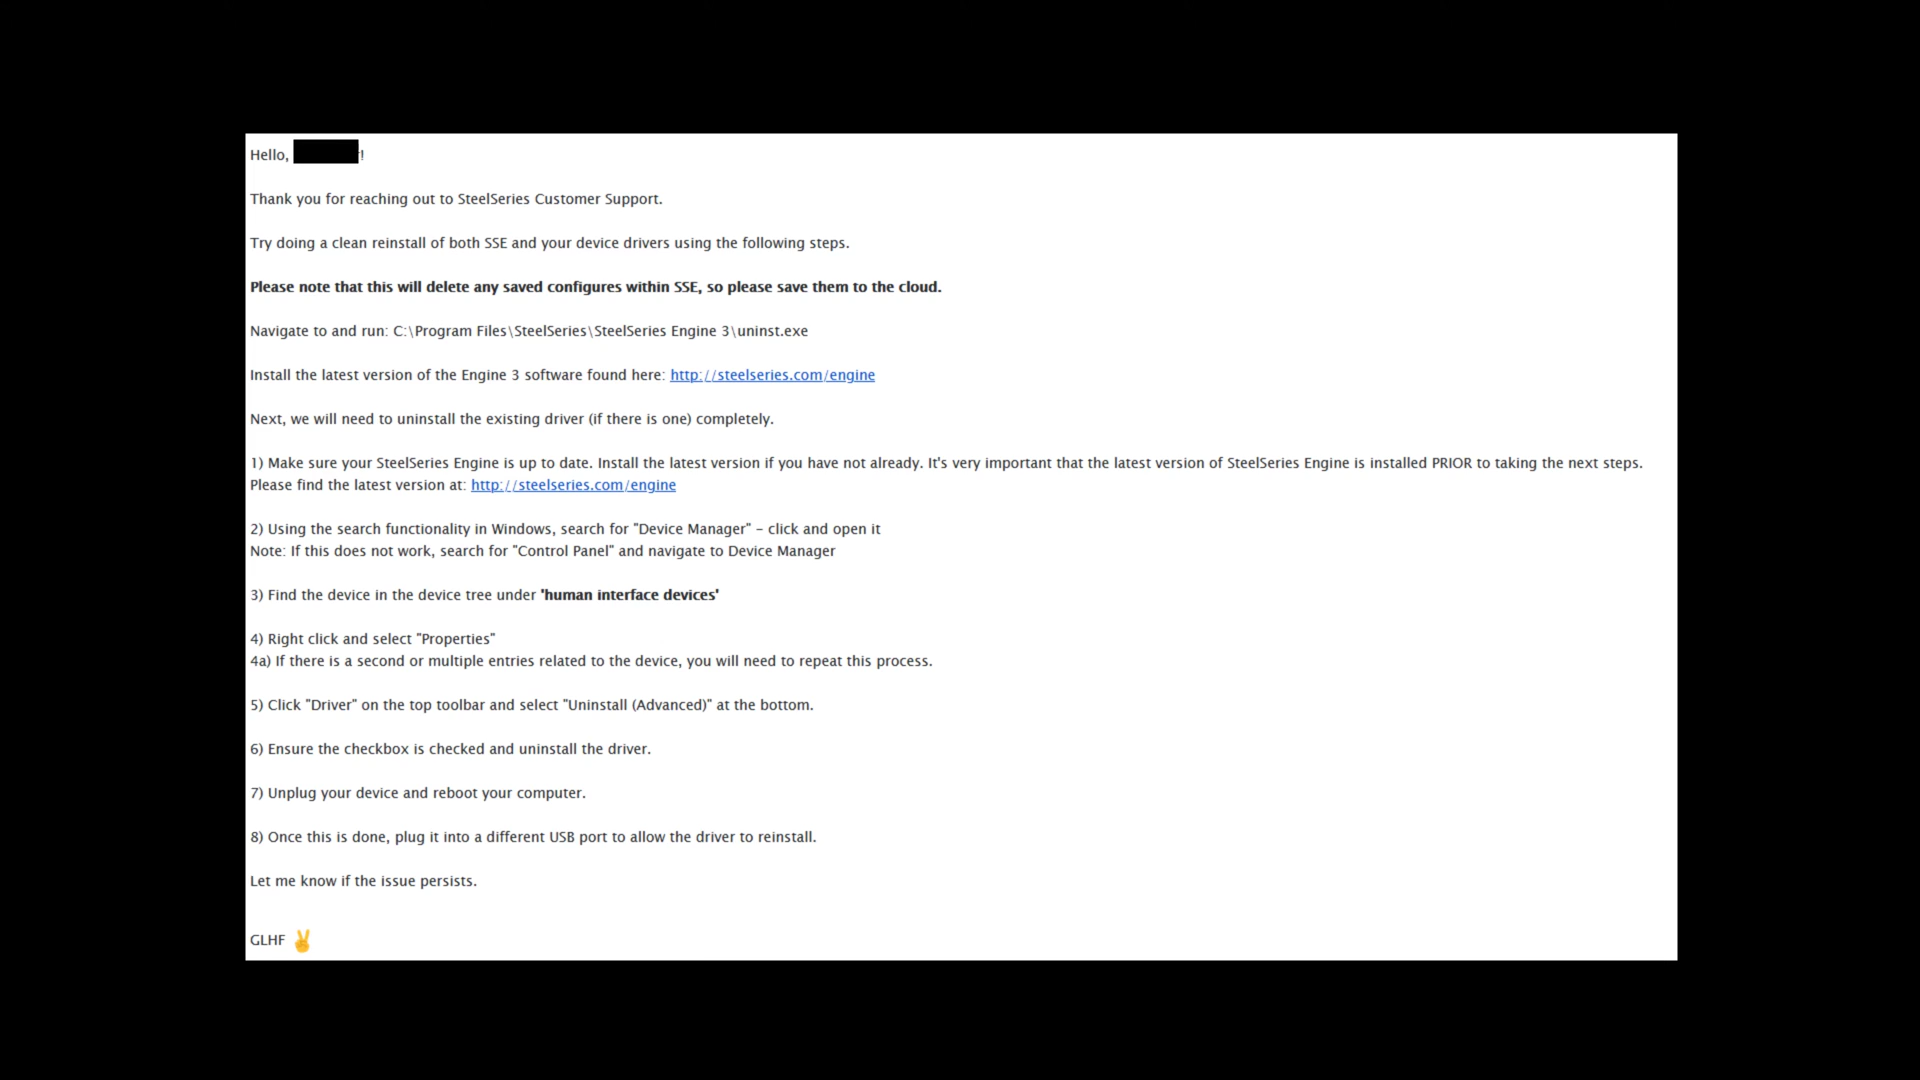 Hello, !
Thank you for reaching out to SteelSeries Customer Support.
Try doing a clean reinstall of both SSE and your device drivers using the following steps.
Please note that this will delete any saved configures within SSE, so please save them to the cloud.
Navigate to and run: C:\Program Files\SteelSeries\SteelSeries Engine 3\uninst.exe
Install the latest version of the Engine 3 software found here: http://steelseries.com/engine
Next, we will need to uninstall the existing driver (if there is one) completely.
1) Make sure your SteelSeries Engine is up to date. Install the latest version if you have not already. It's very important that the latest version of SteelSeries Engine is installed PRIOR to taking the next steps.
Please find the latest version at: http://steelseries.com/engine
2) Using the search functionality in Windows, search for "Device Manager" – click and open it
Note: If this does not work, search for "Control Panel" and navigate to Device Manager
3) Find the device in the device tree under 'human interface devices'
4) Right click and select "Properties"
4a) If there is a second or multiple entries related to the device, you will need to repeat this process.
5) Click "Driver" on the top toolbar and select "Uninstall (Advanced)" at the bottom.
6) Ensure the checkbox is checked and uninstall the driver.
7) Unplug your device and reboot your computer.
8) Once this is done, plug it into a different USB port to allow the driver to reinstall.
Let me know if the issue persists.
GLHF ✌